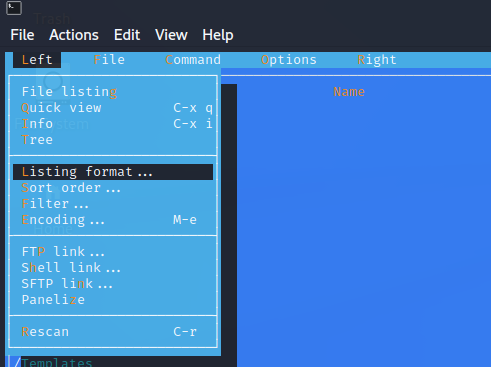 Trash
File Actions Edit View Help
Left File Command Options Right
File listing
Name
Quick view C-x q
Info C-x i
Tree
Listing format...
Sort order...
Filter...
Encoding... M-e
FTP link...
Shell link...
SFTP link...
Panelize
Rescan C-r
/Templates